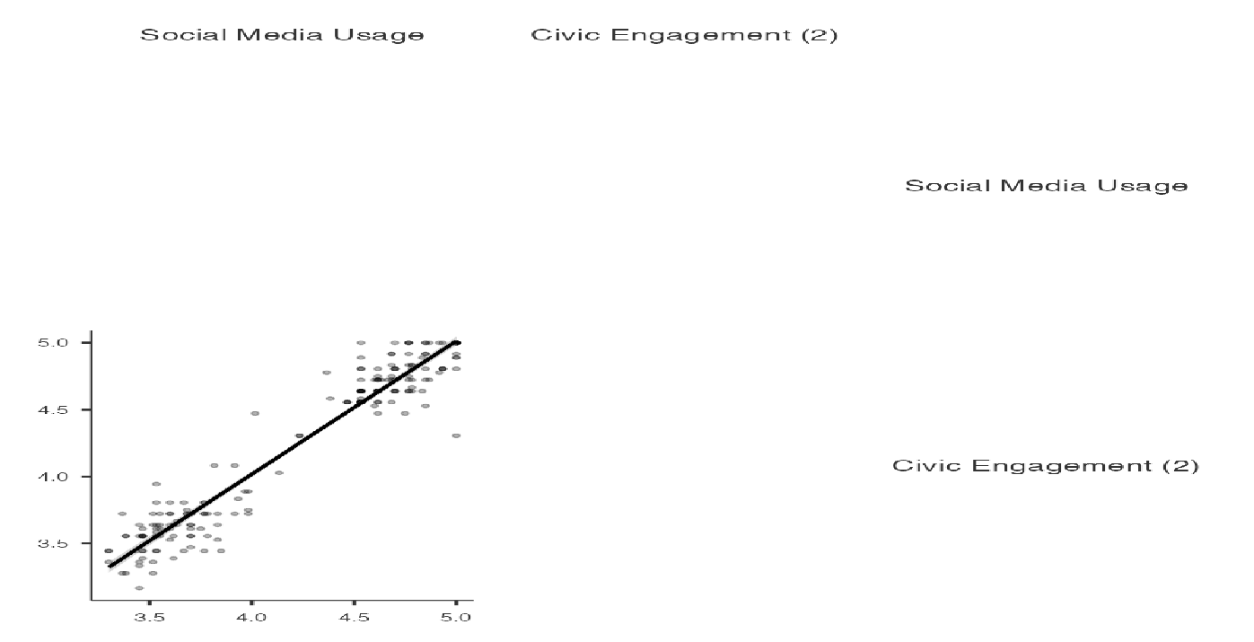 Social Media Usage Civic Engagement (2)
Social Media Usage
5.0
4.5
4.0
Civic Engagement (2)
3.5
3.5 4.0 4.5 5.0